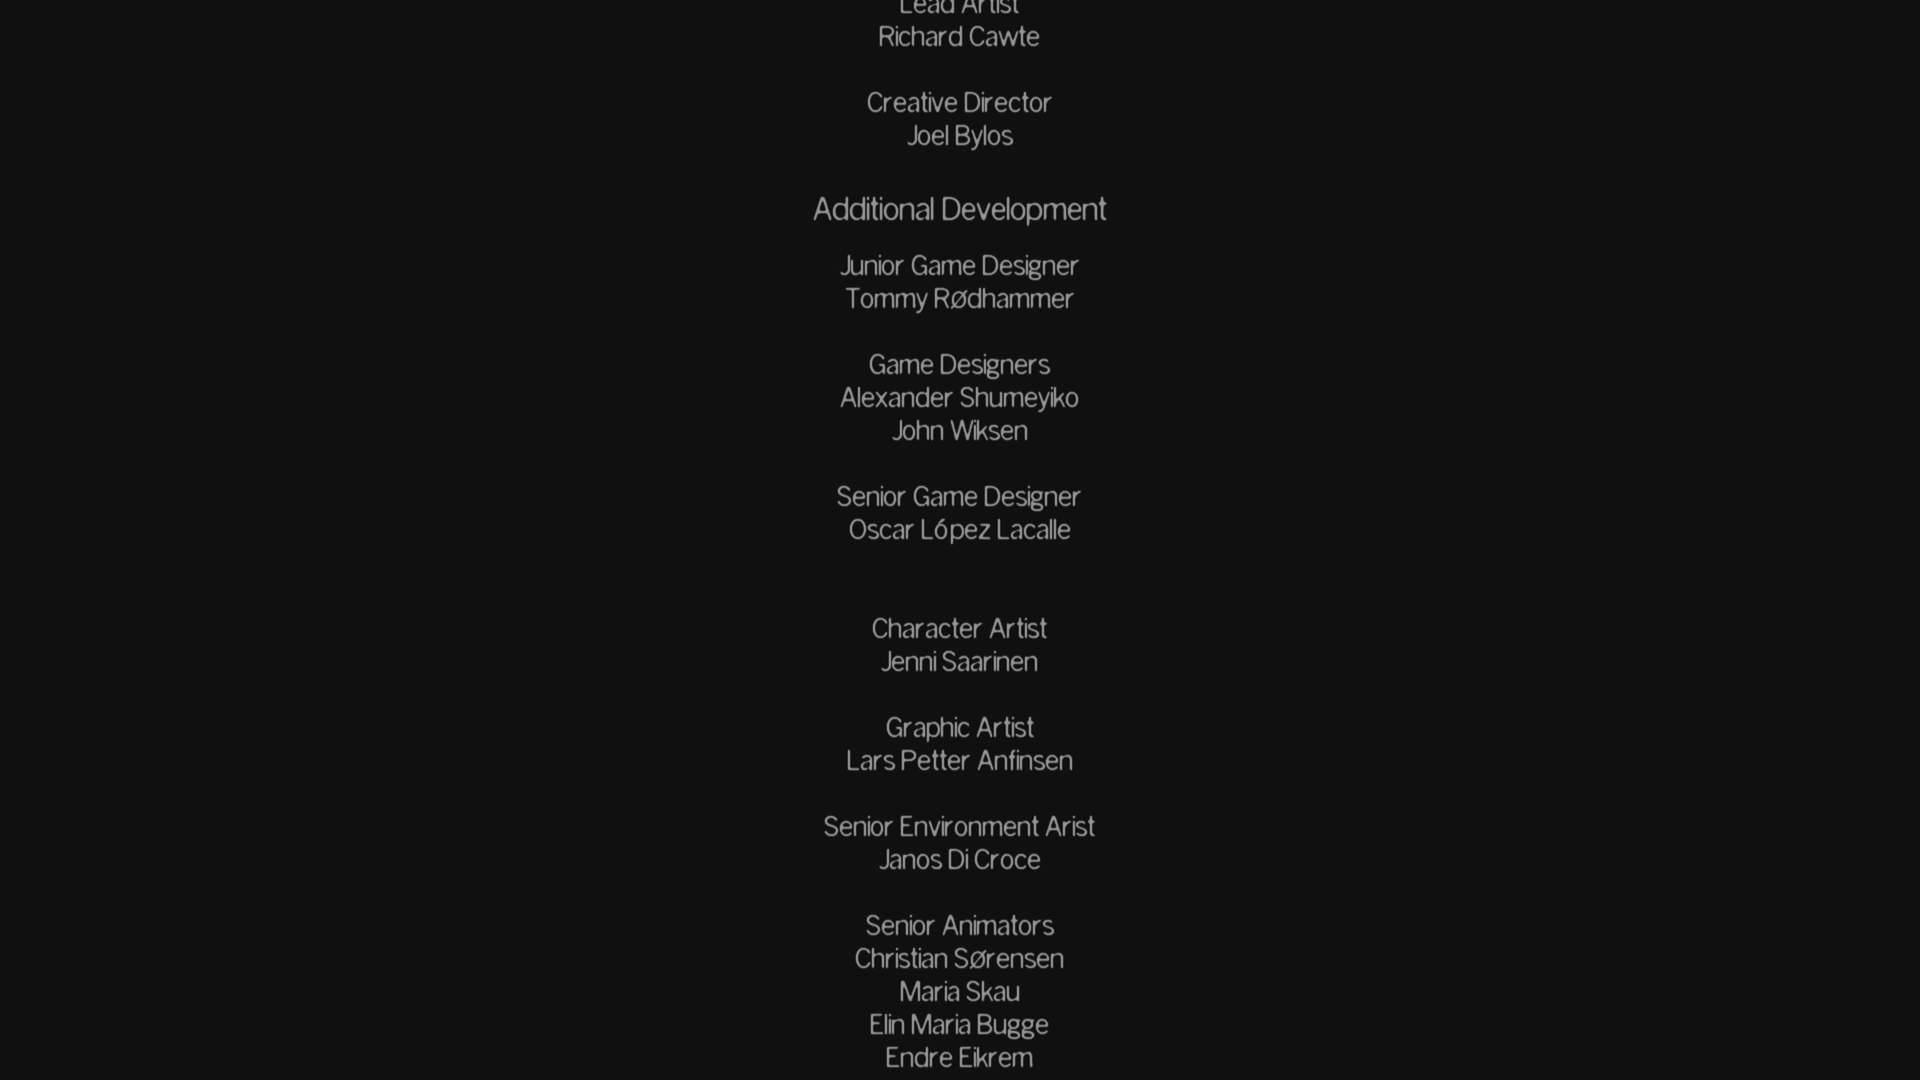 Lead Artist
Richard Cawte
Creative Director
Joel Bylos
Additional Development
Junior Game Designer
Tommy Rødhammer
Game Designers
Alexander Shumeyiko
John Wiksen
Senior Game Designer
Oscar López Lacalle
Character Artist
Jenni Saarinen
Graphic Artist
Lars Petter Anfinsen
Senior Environment Arist
Janos Di Croce
Senior Animators
Christian Sørensen
Maria Skau
Elin Maria Bugge
Endre Eikrem